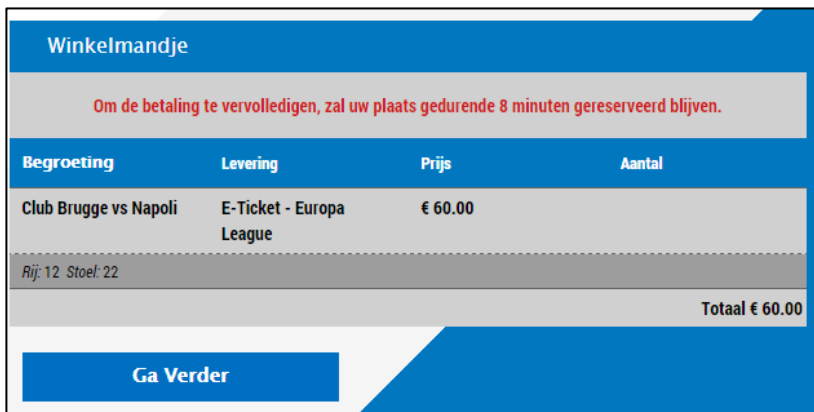 Winkelmandje
Om de betaling te vervolledigen, zal uw plaats gedurende 8 minuten gereserveerd blijven.
Begroeting Levering Prijs Aantal
Club Brugge vs Napoli E-Ticket - Europa € 60.00
League
Rij: 12 Stoel: 22
Totaal € 60.00
Ga Verder